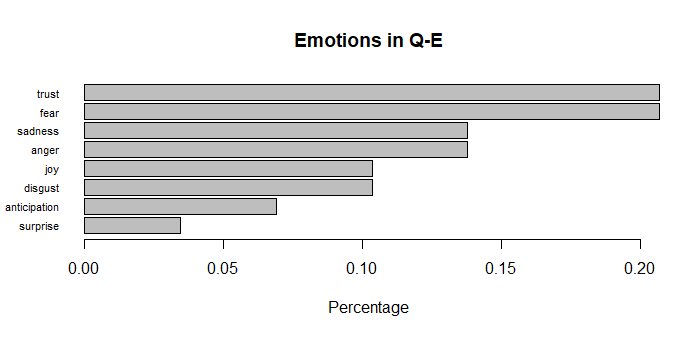 Emotions in Q-E
trust
fear
sadness
anger
joy
disgust
anticipation
surprise
0.00 0.05 0.10 0.15 0.20
Percentage